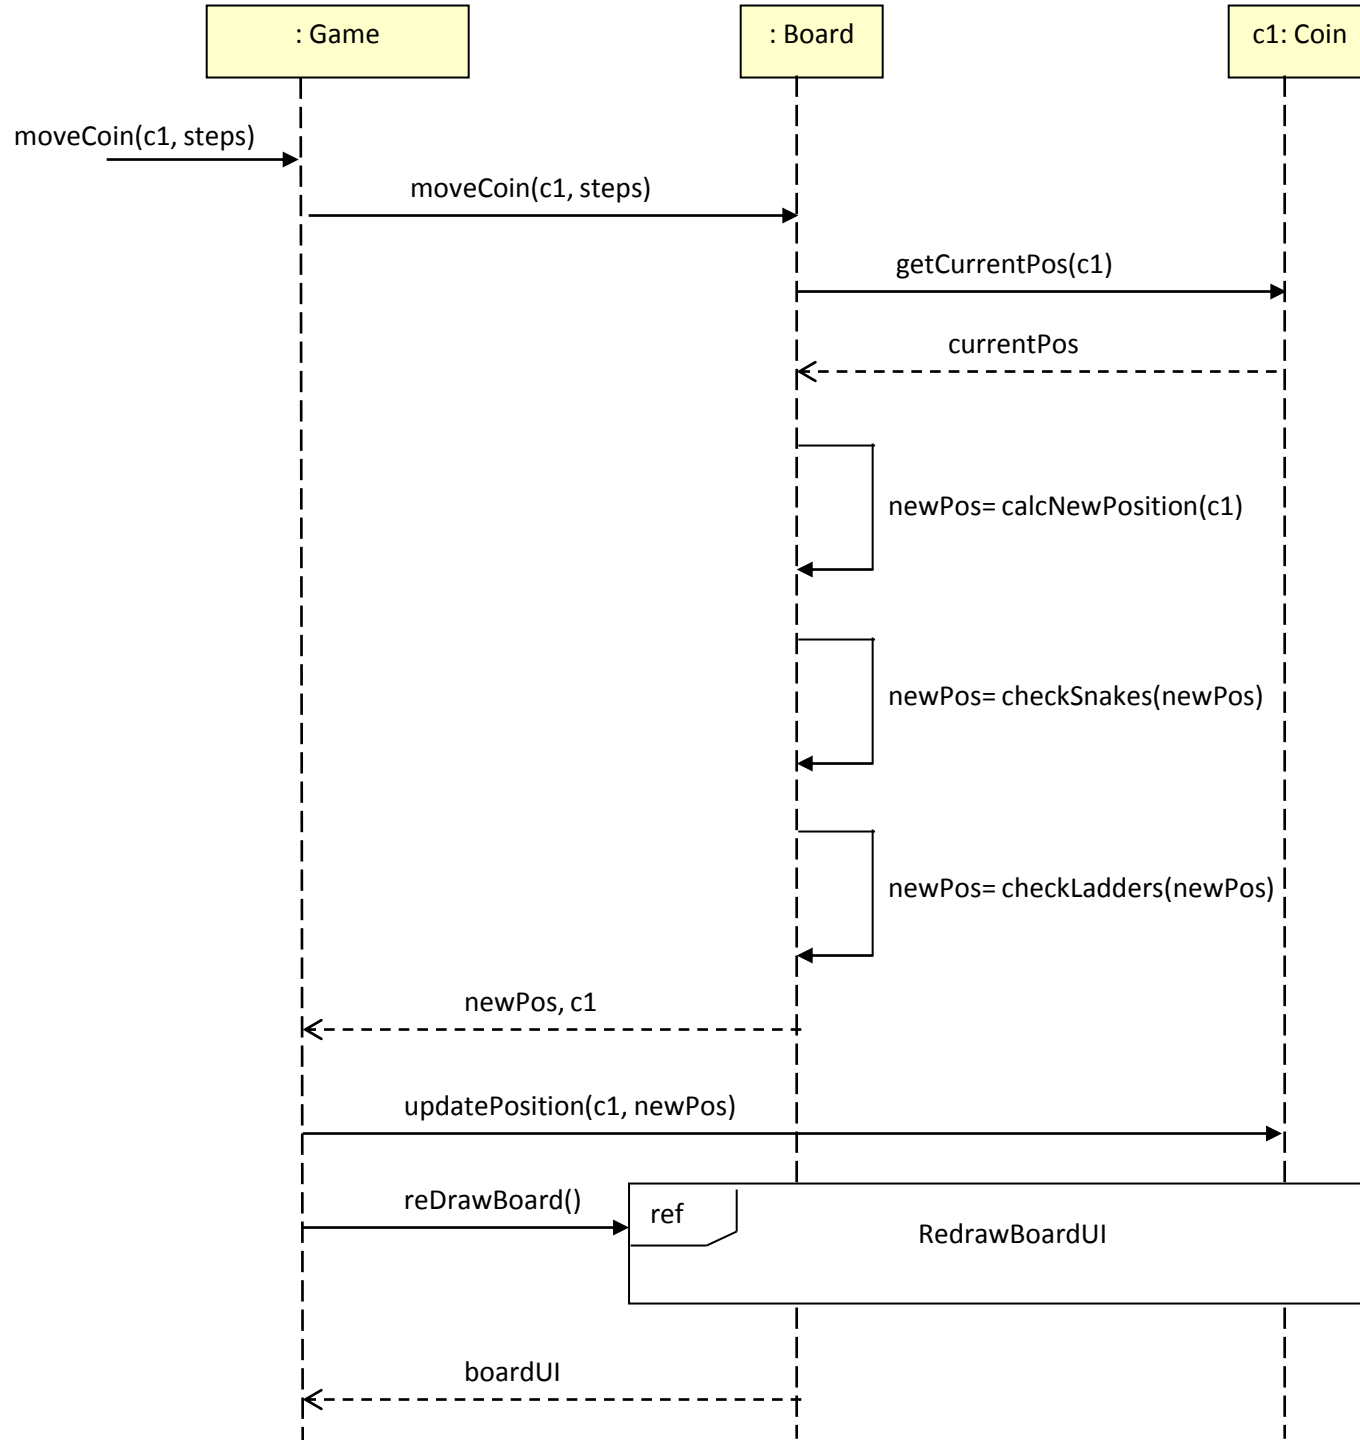 : Game
: Board
c1: Coin
moveCoin(c1, steps)
moveCoin(c1, steps)
getCurrentPos(c1)
currentPos
newPos= calcNewPosition(c1)
newPos= checkSnakes(newPos)
newPos= checkLadders(newPos)
newPos, c1
updatePosition(c1, newPos)
reDrawBoard()
ref
RedrawBoardUI
boardUI